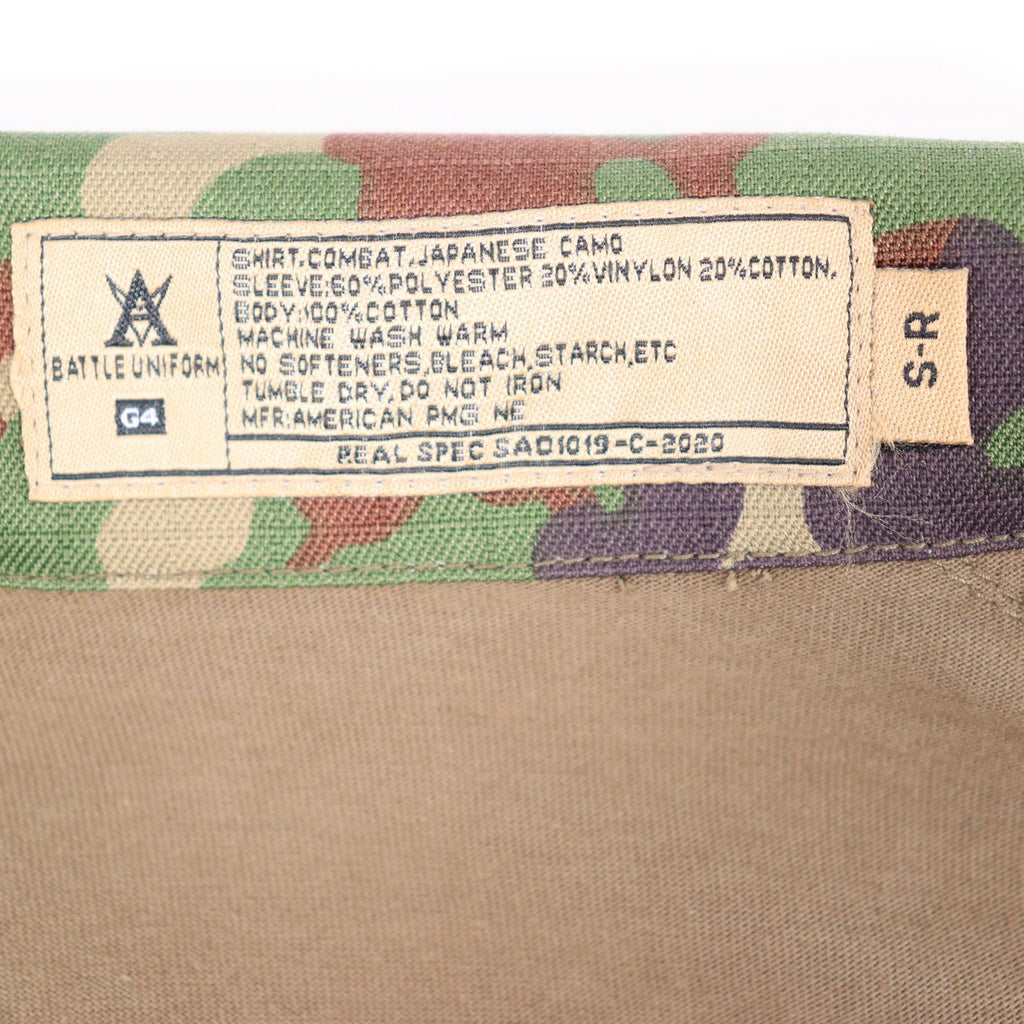 SHIRT,COMBAT,JAPANESE CAMO
SLEEVE:60%POLYESTER 20%VINYLON 20%COTTON.
BODY:100%COTTON
MACHINE WASH WARM
NO SOFTENERS,BLEACH,STARCH,ETC
TUMBLE DRY,DO NOT IRON
MFR:AMERICAN PMG NE
REAL SPEC SA01019-C-2020
BATTLE UNIFORM
G4
S-R